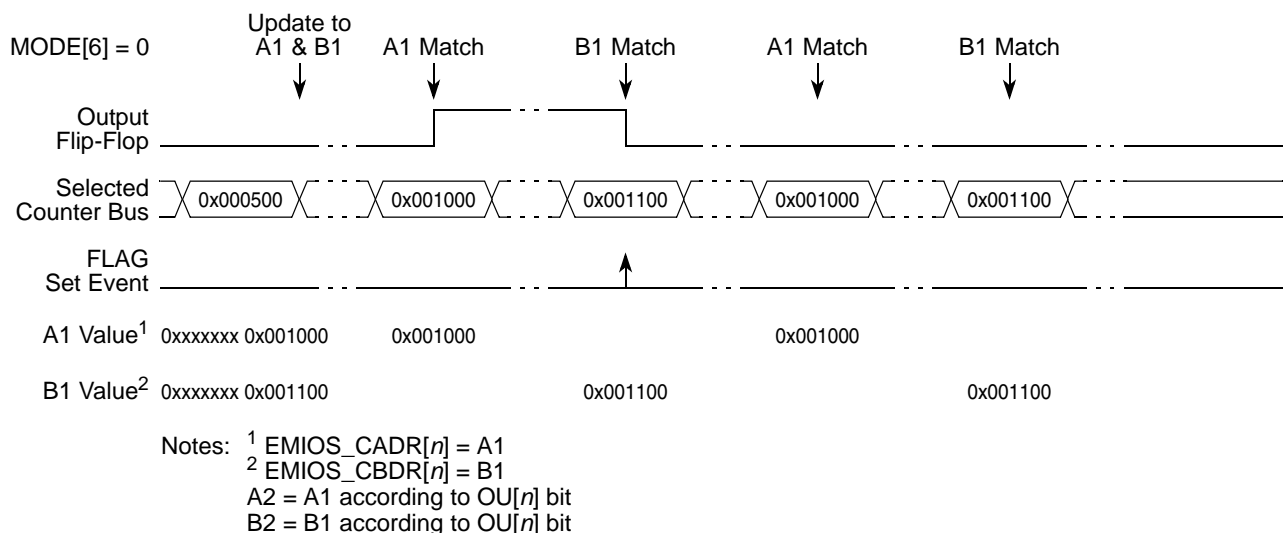 Update to
MODE[6] = 0 A1 & B1 A1 Match B1 Match A1 Match B1 Match
Output
Flip-Flop
Selected
Counter Bus
0x000500 0x001000 0x001100 0x001000 0x001100
FLAG
Set Event
A1 Value1 0xxxxxxx 0x001000 0x001000 0x001000
B1 Value2 0xxxxxxx 0x001100 0x001100 0x001100
Notes: 1 EMIOS_CADR[n] = A1
2 EMIOS_CBDR[n] = B1
A2 = A1 according to OU[n] bit
B2 = B1 according to OU[n] bit